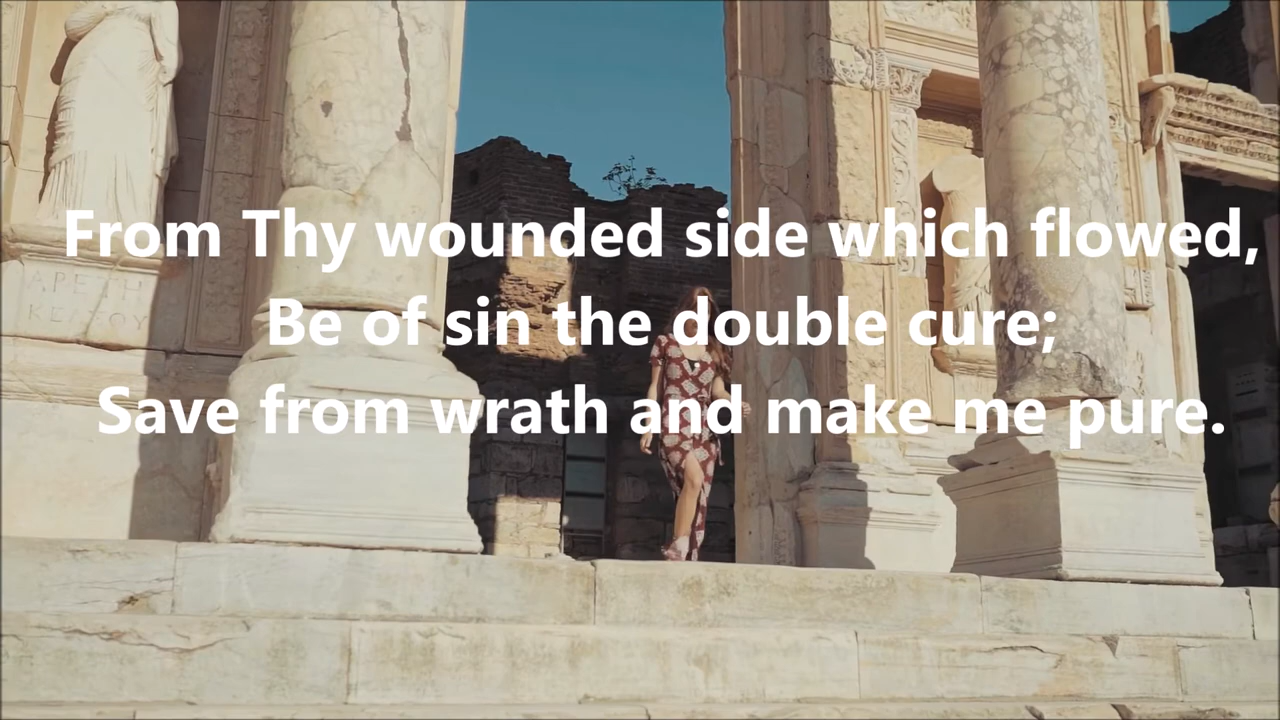 From Thy wounded side which flowed,
Be of sin the double cure;
Save from wrath and make me pure.